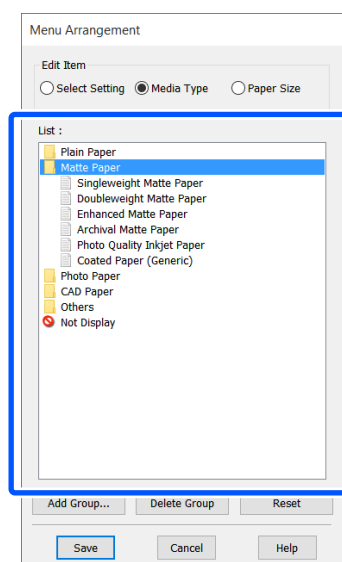 Menu Arrangement
Edit Item
Select Setting Media Type Paper Size
List :
Plain Paper
Matte Paper
Singleweight Matte Paper
Doubleweight Matte Paper
Enhanced Matte Paper
Archival Matte Paper
Photo Quality Inkjet Paper
Coated Paper (Generic)
Photo Paper
CAD Paper
Others
Not Display
Add Group... Delete Group Reset
Save Cancel Help